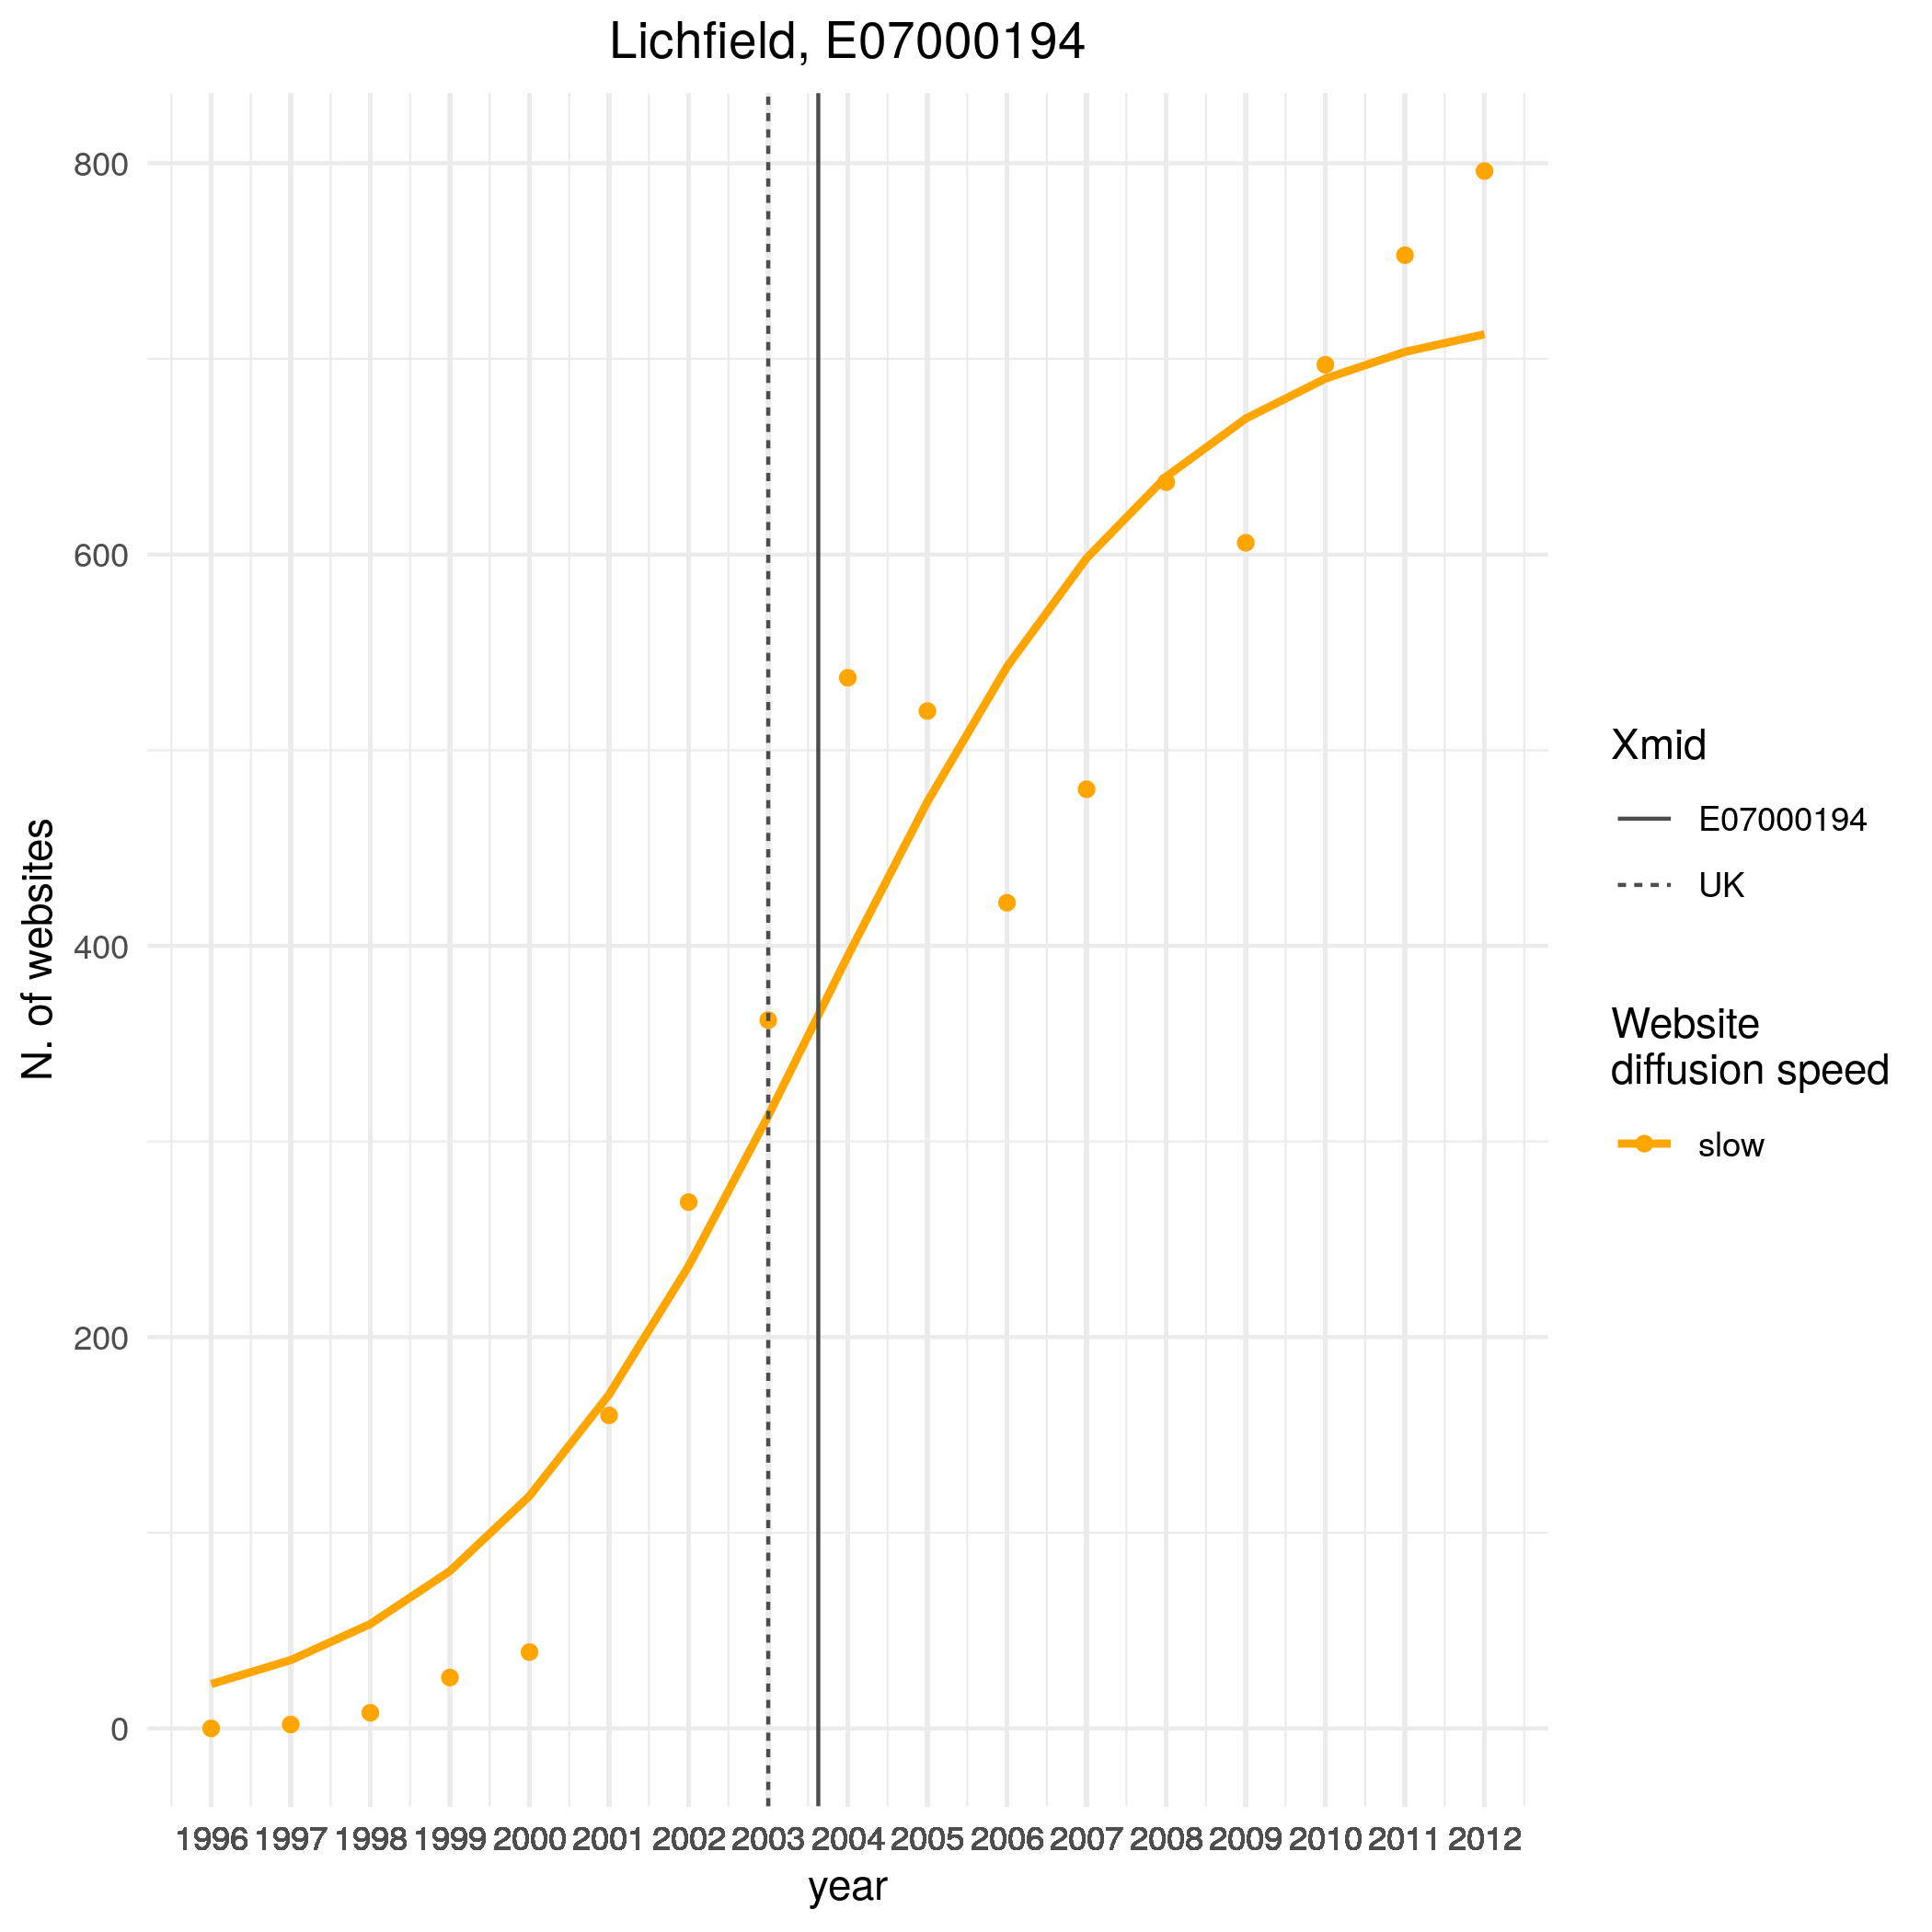 Lichfield, E07000194
800
600
400
200
0
N. of websites
1996 1997 1998 1999 2000 2001 2002 2003 2004 2005 2006 2007 2008 2009 2010 2011 2012
year
Xmid
E07000194
UK
Website
diffusion speed
slow